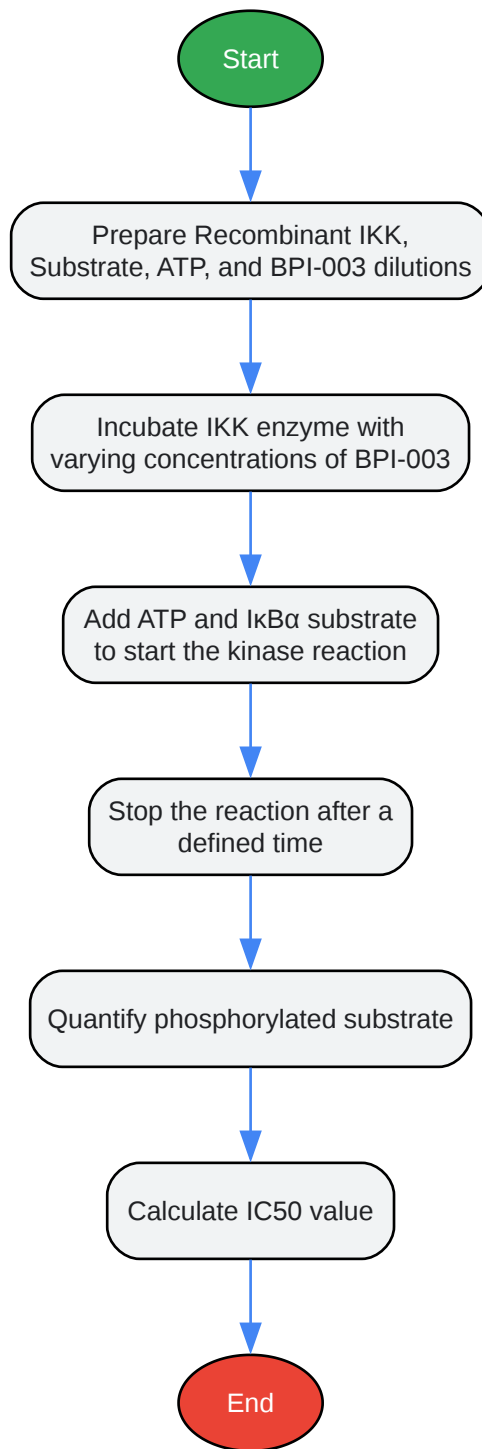 Start
Prepare Recombinant IKK,
Substrate, ATP, and BPI-003 dilutions
Incubate IKK enzyme with
varying concentrations of BPI-003
Add ATP and IκBα substrate
to start the kinase reaction
Stop the reaction after a
defined time
Quantify phosphorylated substrate
Calculate IC50 value
End